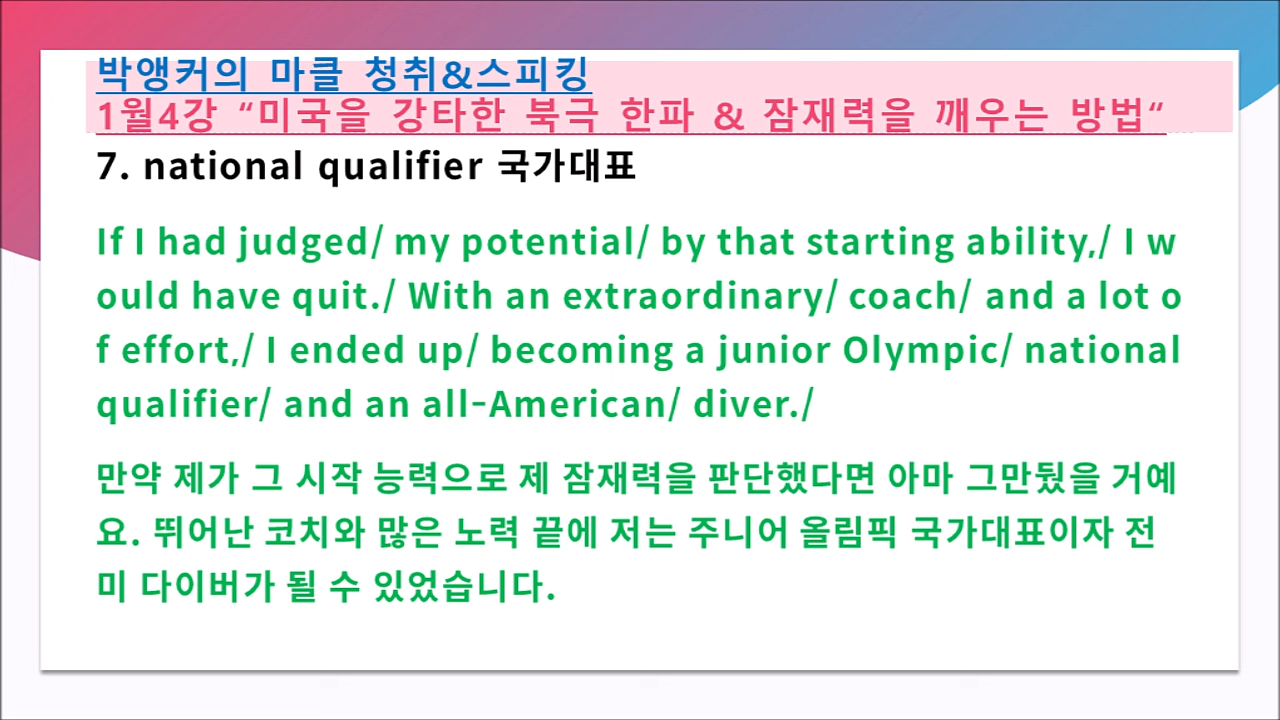 박앵커의 마클 청취&스피킹
1월4강 “미국을 강타한 북극 한파 & 잠재력을 깨우는 방법“
7. national qualifier 국가대표
If I had judged/ my potential/ by that starting ability,/ I w
ould have quit./ With an extraordinary/ coach/ and a lot o
f effort,/ I ended up/ becoming a junior Olympic/ national
qualifier/ and an all-American/ diver./
만약 제가 그 시작 능력으로 제 잠재력을 판단했다면 아마 그만뒀을 거예
요. 뛰어난 코치와 많은 노력 끝에 저는 주니어 올림픽 국가대표이자 전
미 다이버가 될 수 있었습니다.